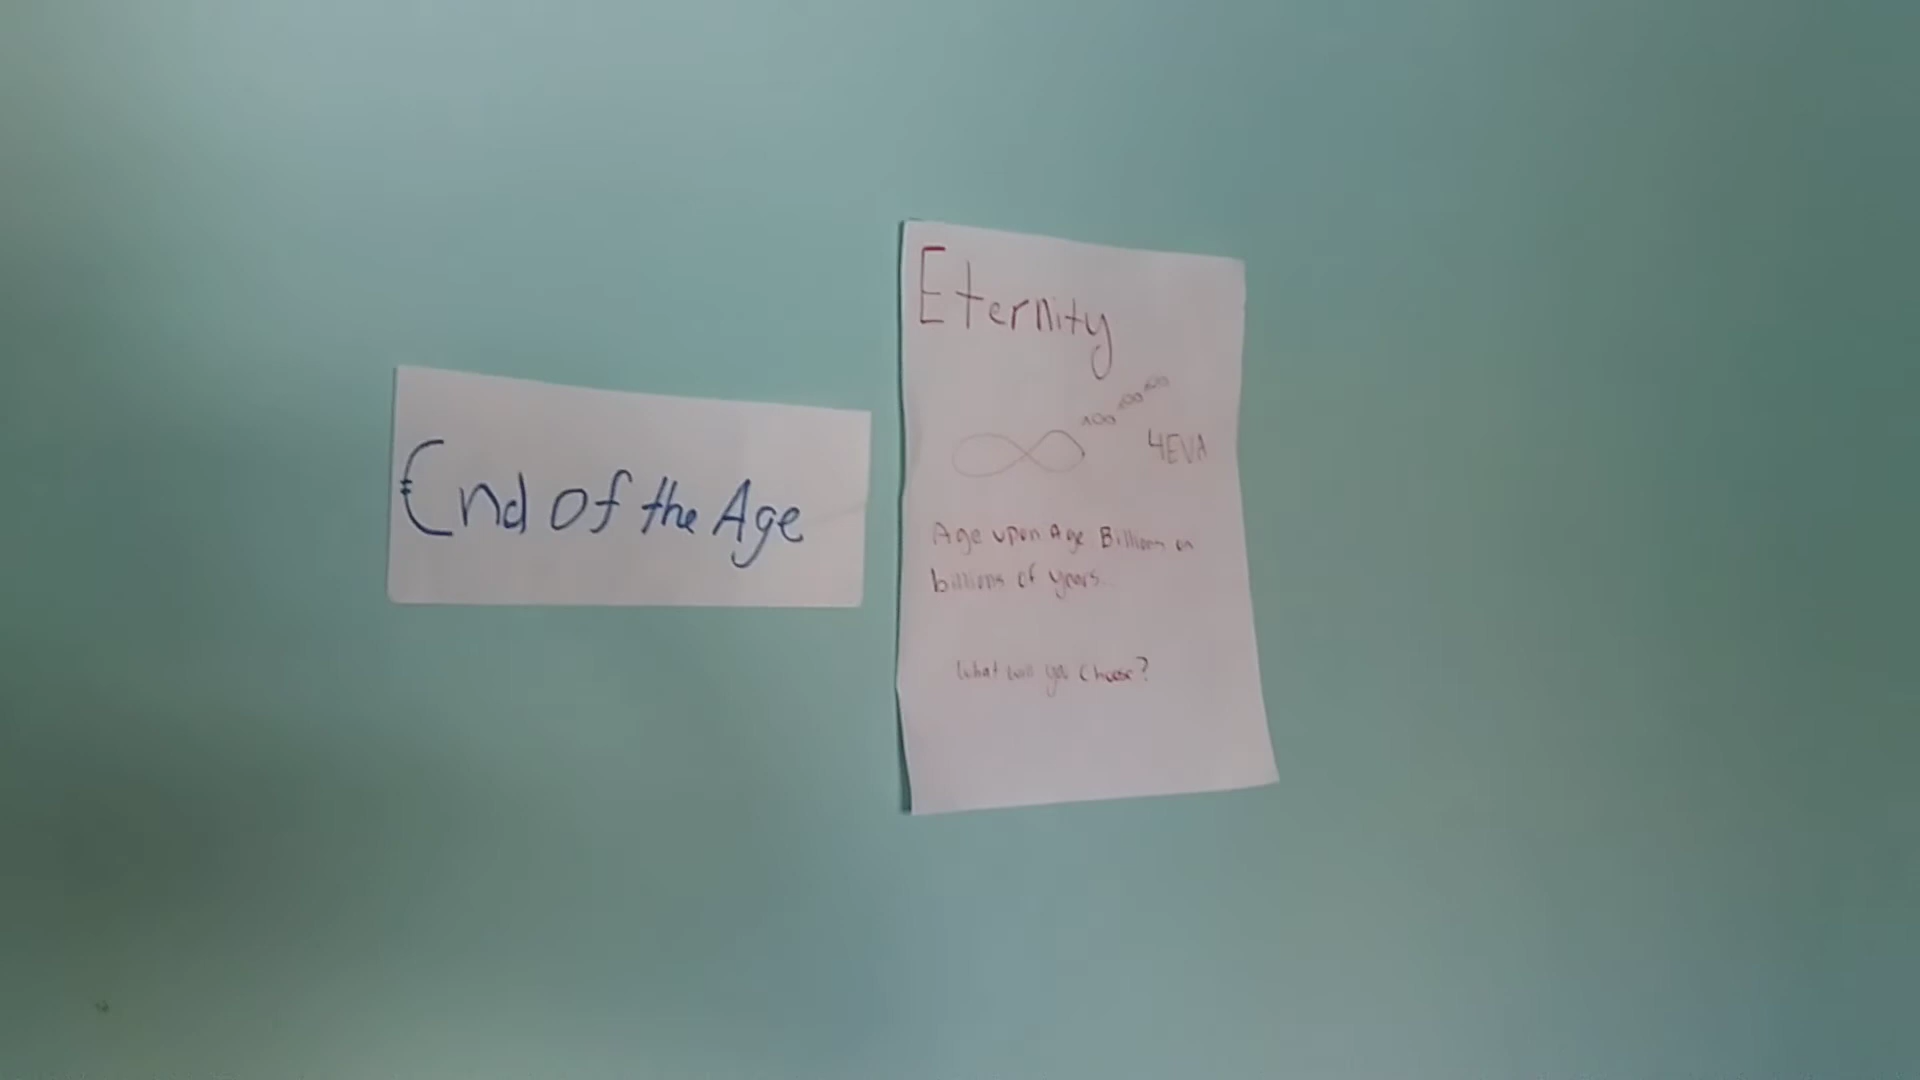 End of the Age
Eternity
4EVA
Age upon Age Billions on
billions of years...
What will you choose?